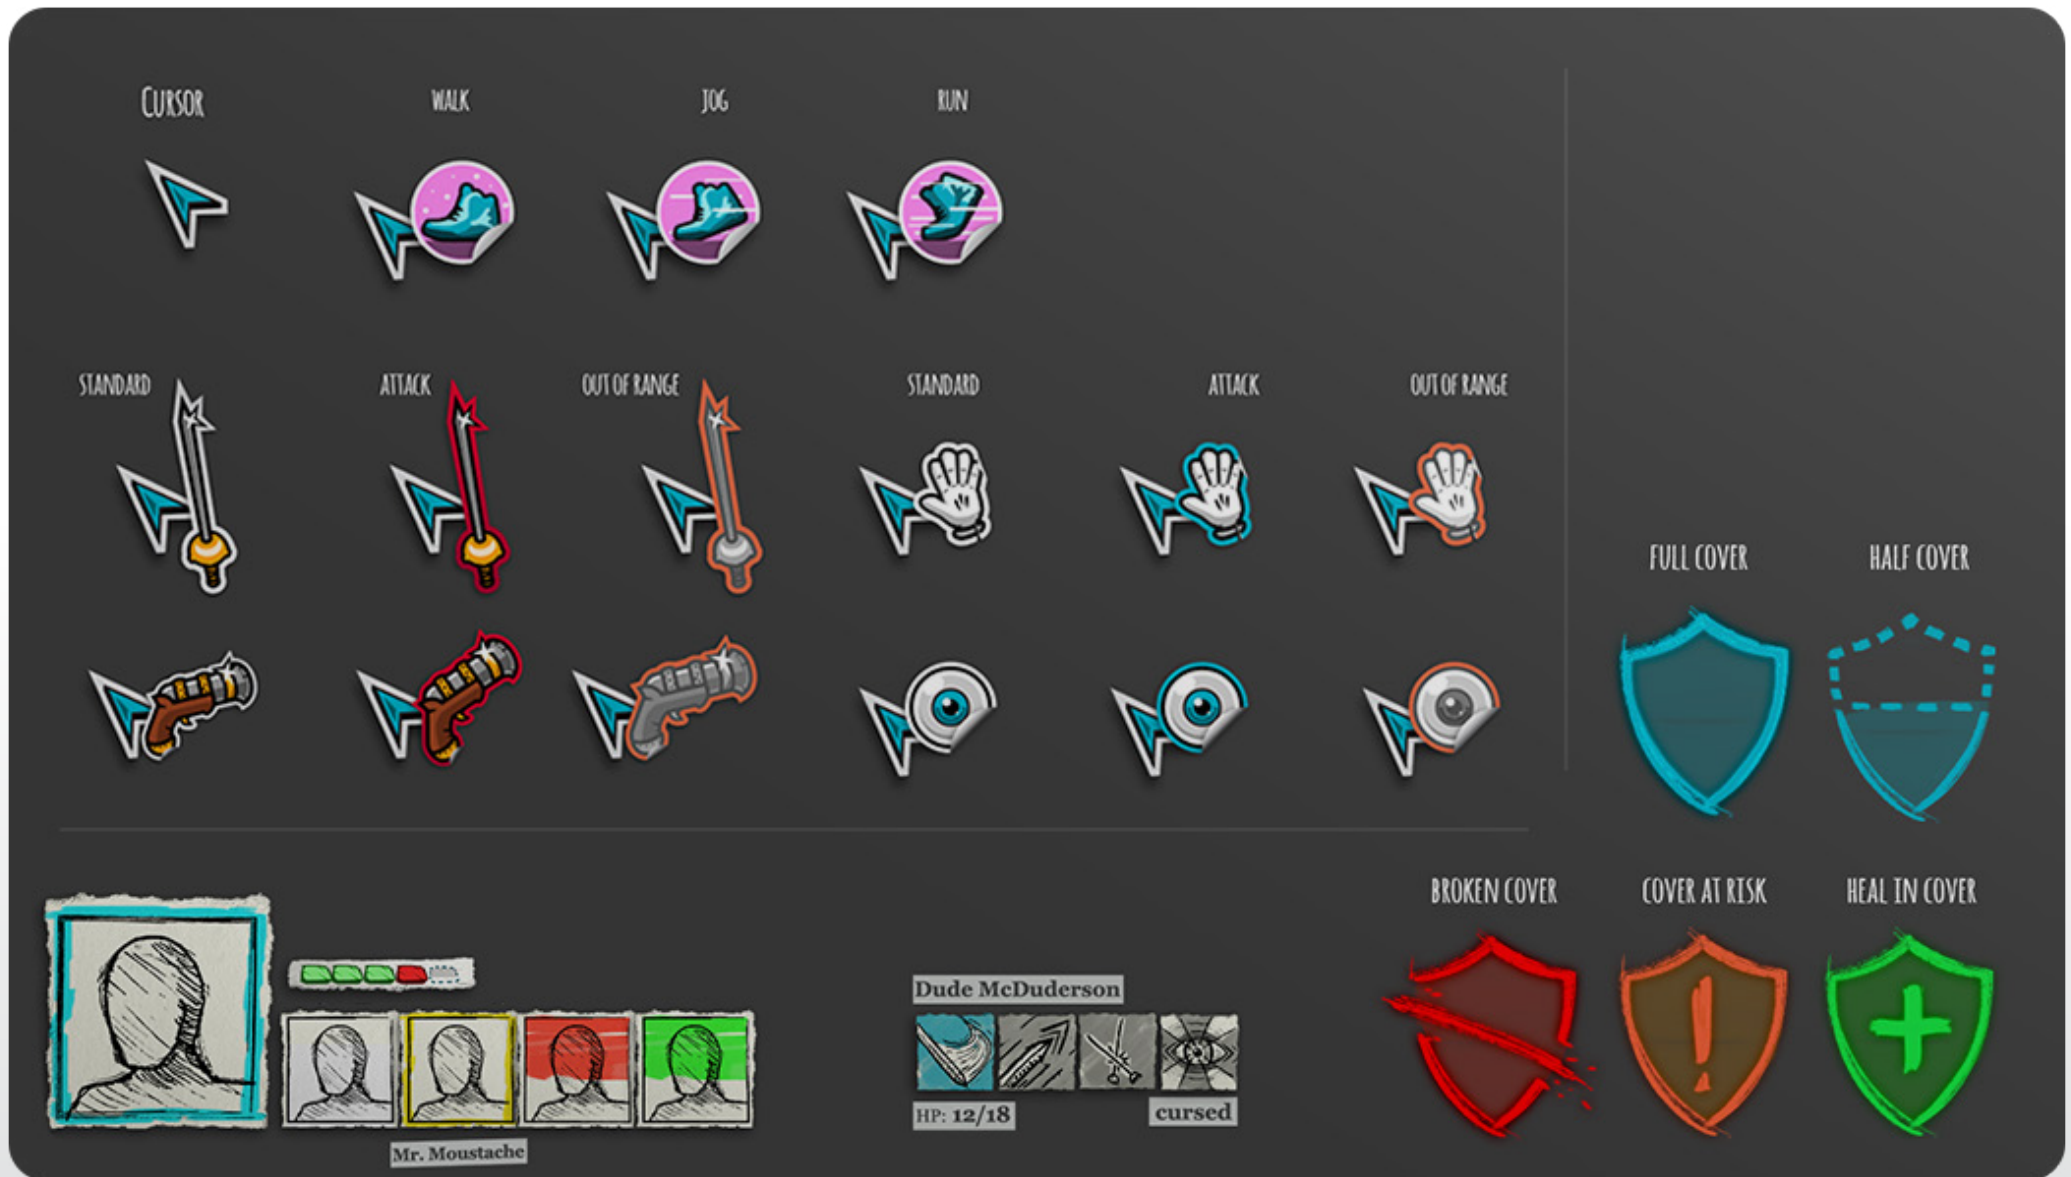 CURSOR
WALK
JOG
RUN
STANDARD
ATTACK
OUT OF RANGE
STANDARD
ATTACK
OUT OF RANGE
FULL COVER
HALF COVER
BROKEN COVER
COVER AT RISK
HEAL IN COVER
Dude McDuderson
HP: 12/18
cursed
Mr. Moustache